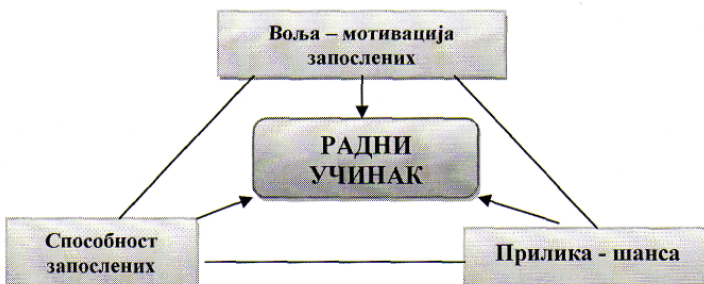 Воља – мотивација
запослених
РАДНИ
УЧИНАК
Способност
запослених
Прилика - шанса